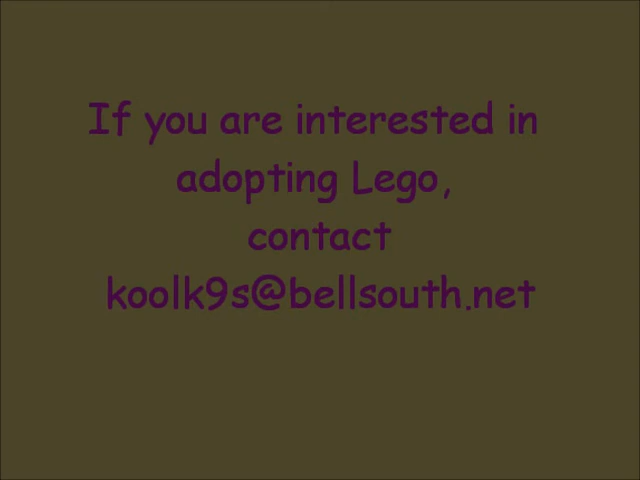 If you are interested in
adopting Lego,
contact
koolk9s@bellsouth.net